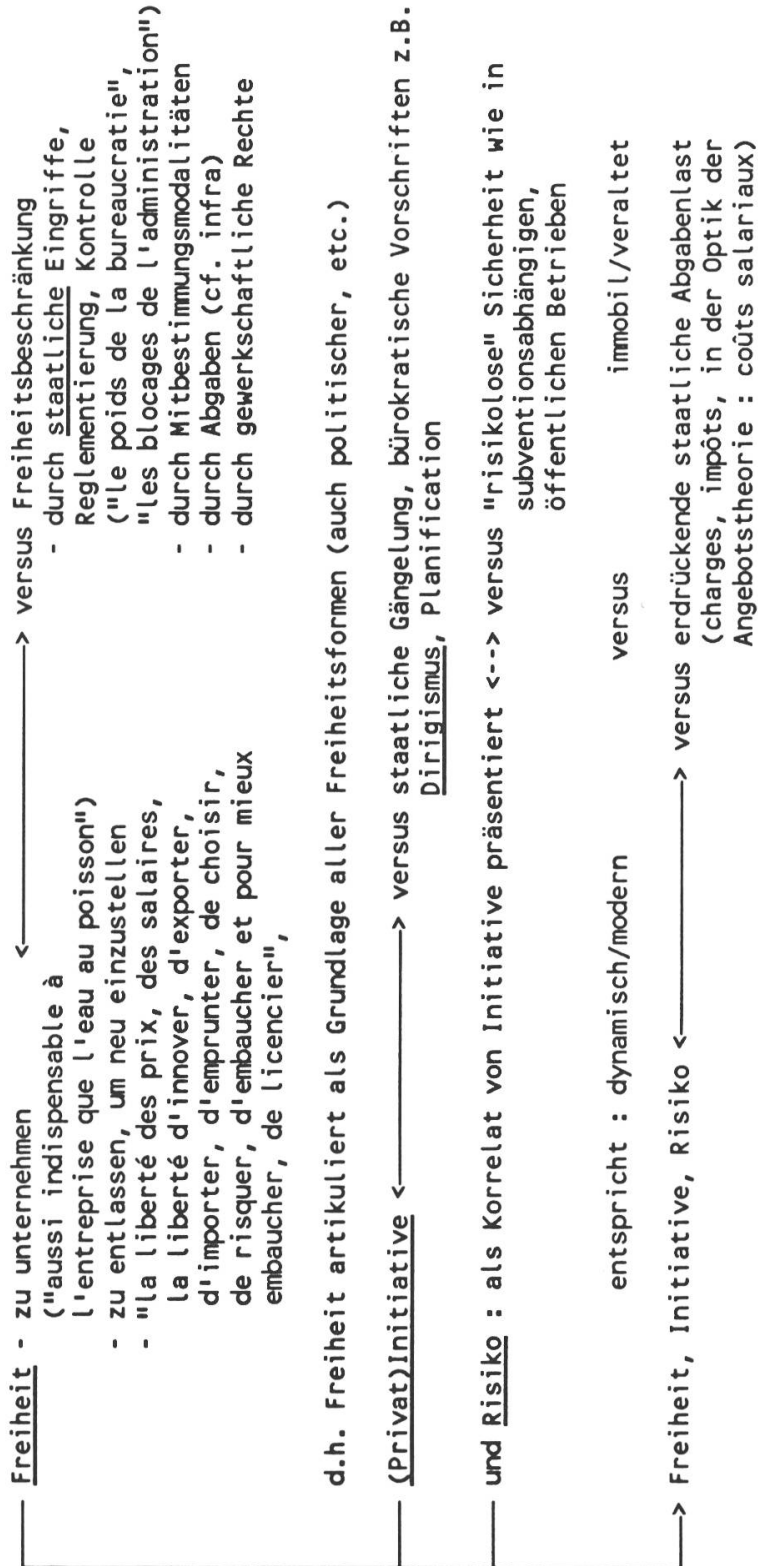 Freiheit - zu unternehmen <————> versus Freiheitsbeschränkung
("aussi indispensable à - durch staatliche Eingriffe,
l'entreprise que l'eau au poisson") Reglementierung, Kontrolle
- zu entlassen, um neu einzustellen ("le poids de la bureaucratie",
- "la liberté des prix, des salaires, "les blocages de l'administration")
la liberté d'innover, d'exporter, - durch Mitbestimmungsmodalitäten
d'importer, d'emprunter, de choisir, - durch Abgaben (cf. infra)
de risquer, d'embaucher et pour mieux - durch gewerkschaftliche Rechte
embaucher, de licencier",
d.h. Freiheit artikuliert als Grundlage aller Freiheitsformen (auch politischer, etc.)
(Privat)Initiative <————> versus staatliche Gängelung, bürokratische Vorschriften z.B.
Dirigismus, Planification
und Risiko : als Korrelat von Initiative präsentiert <--> versus "risikolose" Sicherheit wie in
subventionsabhängigen,
öffentlichen Betrieben
entspricht : dynamisch/modern versus immobil/veraltet
—> Freiheit, Initiative, Risiko <————> versus erdrückende staatliche Abgabenlast
(charges, impôts, in der Optik der
Angebotstheorie : coûts salariaux)